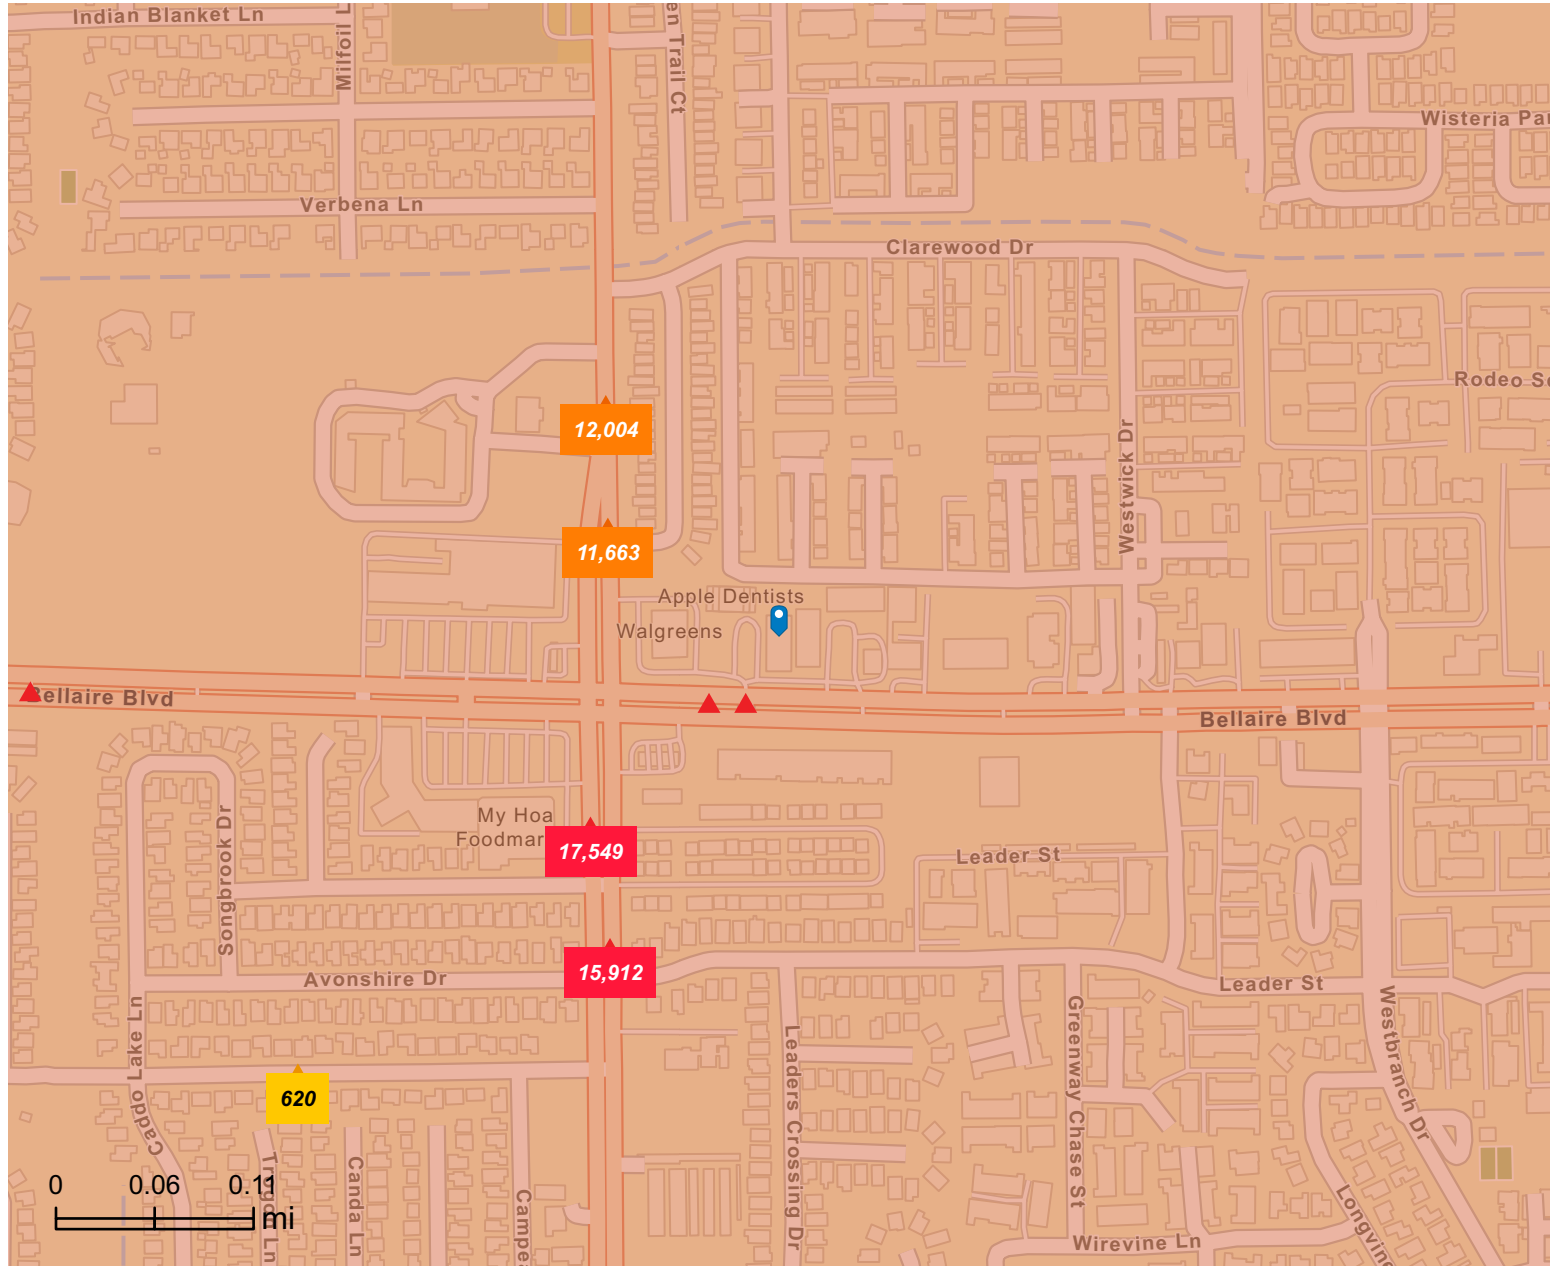 Indian Blanket Ln
Milfoil L
en Trail Ct
Wisteria Pa
Verbena Ln
Clarewood Dr
Rodeo S
12,004
Westwick Dr
11,663
Apple Dentists
Walgreens
Bellaire Blvd
Bellaire Blvd
My Hoa
Foodmar
17,549
Leader St
Songbrook Dr
15,912
Avonshire Dr
Leader St
Caddo Lake Ln
Leaders Crossing Dr
Greenway Chase St
Westbranch Dr
620
Canda Ln
Campe
Longvine
Wirevine Ln
0 0.06 0.11
mi